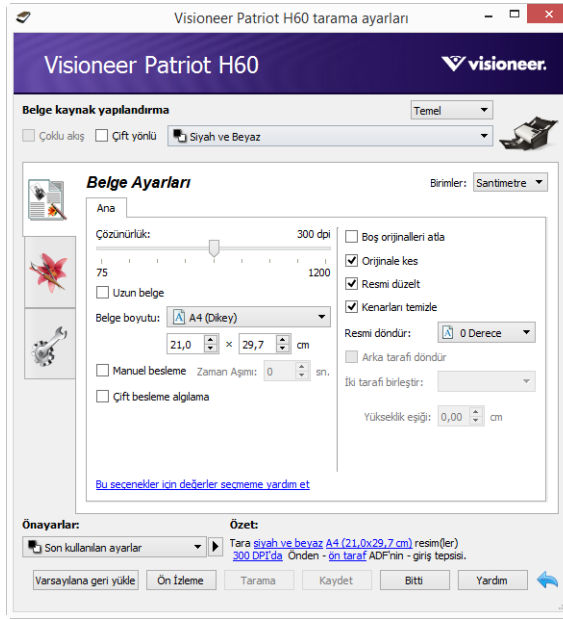 Visioneer Patriot H60 tarama ayarları
Visioneer Patriot H60
visioneer.
Belge kaynak yapılandırma
Temel
Çoklu akış Çift yönlü Siyah ve Beyaz
Belge Ayarları
Birimler: Santimetre
Ana
Çözünürlük: 300 dpi
75 1200
Uzun belge
Belge boyutu: A4 (Dikey)
21,0 × 29,7 cm
Manuel besleme Zaman Aşımı: 0 sn.
Çift besleme algılama
Bu seçenekler için değerler seçmeme yardım et
Boş orijinalleri atla
Orijinale kes
Resmi düzelt
Kenarları temizle
Resmi döndür: 0 Derece
Arka tarafı döndür
İki tarafı birleştir:
Yükseklik eşiği: 0,00 cm
Önayarlar:
Son kullanılan ayarlar
Özet:
Tara siyah ve beyaz A4 (21,0x29,7 cm) resim(ler)
300 DPI'da Önden - ön taraf ADF'nin - giriş tepsisi.
Varsayılana geri yükle Ön İzleme Tarama Kaydet Bitti Yardım